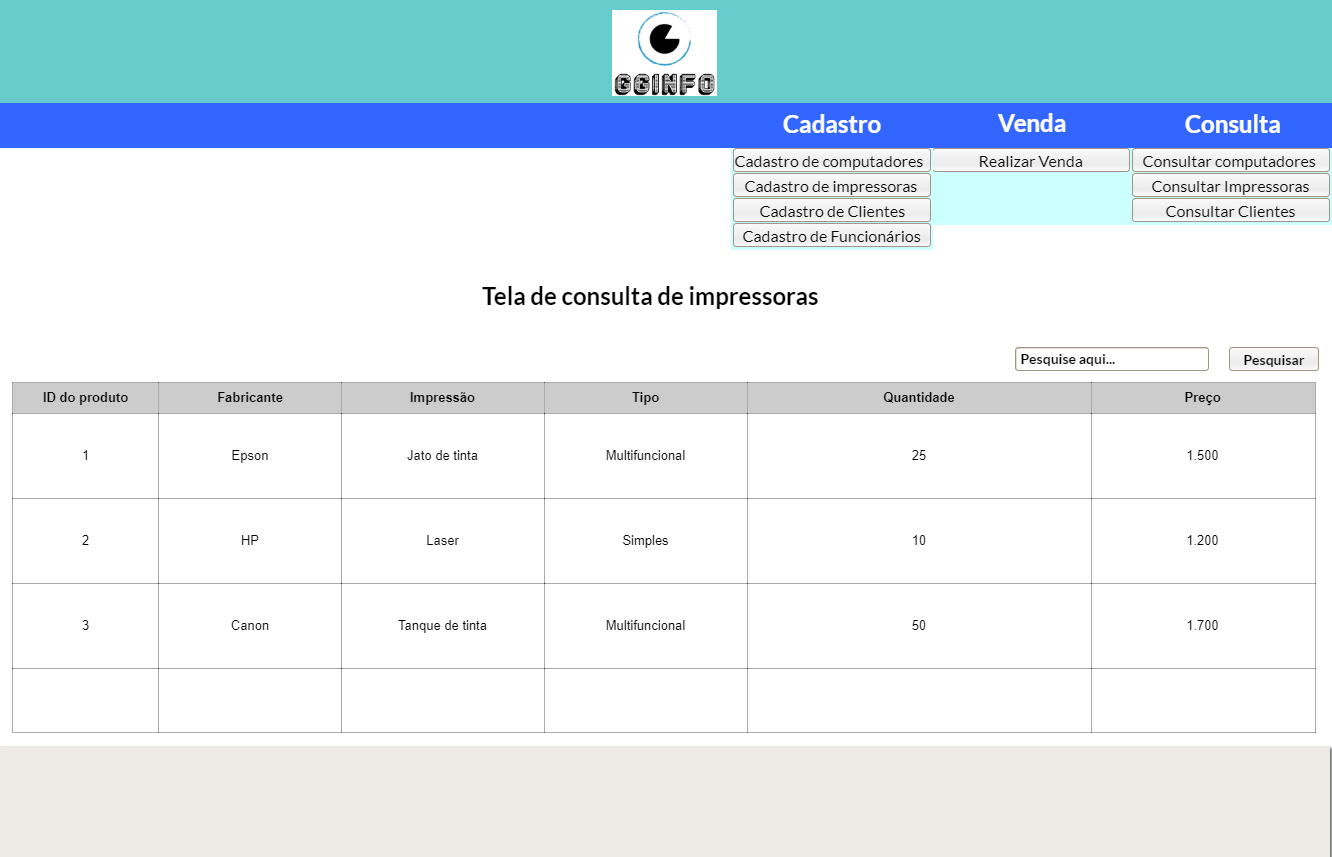 GGINFO
Cadastro Venda Consulta
Cadastro de computadores Realizar Venda Consultar computadores
Cadastro de impressoras Consultar Impressoras
Cadastro de Clientes Consultar Clientes
Cadastro de Funcionários
Tela de consulta de impressoras
Pesquise aqui... Pesquisar
ID do produto Fabricante Impressão Tipo Quantidade Preço
1 Epson Jato de tinta Multifuncional 25 1.500
2 HP Laser Simples 10 1.200
3 Canon Tanque de tinta Multifuncional 50 1.700